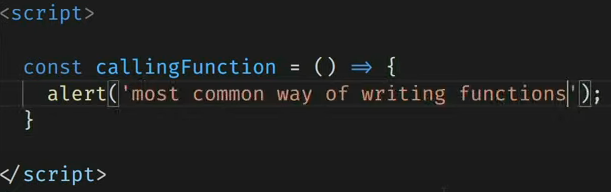 <script>
const callingFunction = () => {
alert('most common way of writing functions');
}
</script>